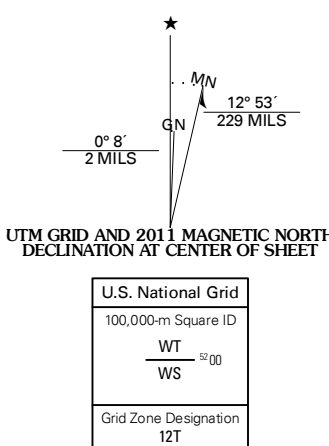 ★
MN
GN
12° 53´
229 MILS
0° 8´
2 MILS
UTM GRID AND 2011 MAGNETIC NORTH
DECLINATION AT CENTER OF SHEET
U.S. National Grid
100,000-m Square ID
WT
5200
WS
Grid Zone Designation
12T